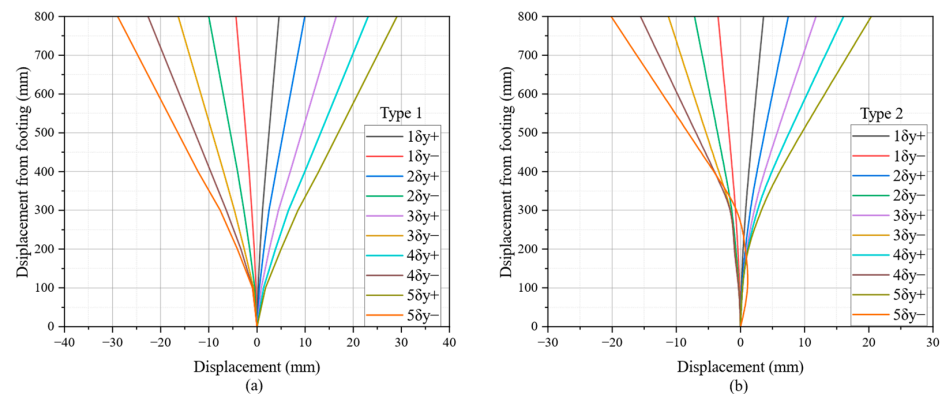 800
700
600
500
400
300
200
100
0
−40 −30 −20 −10 0 10 20 30 40
Dsiplacement from footing (mm)
Displacement (mm)
Type 1
1δy+
1δy−
2δy+
2δy−
3δy+
3δy−
4δy+
4δy−
5δy+
5δy−
(a)
800
700
600
500
400
300
200
100
0
−30 −20 −10 0 10 20 30
Dsiplacement from footing (mm)
Displacement (mm)
Type 2
1δy+
1δy−
2δy+
2δy−
3δy+
3δy−
4δy+
4δy−
5δy+
5δy−
(b)